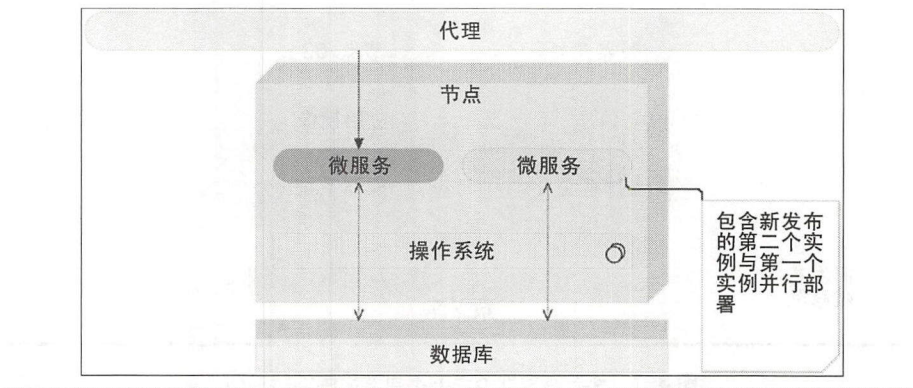 代理
节点
微服务
微服务
操作系统
包含新发布
的第二个实
例与第一个
实例并行部
署
数据库